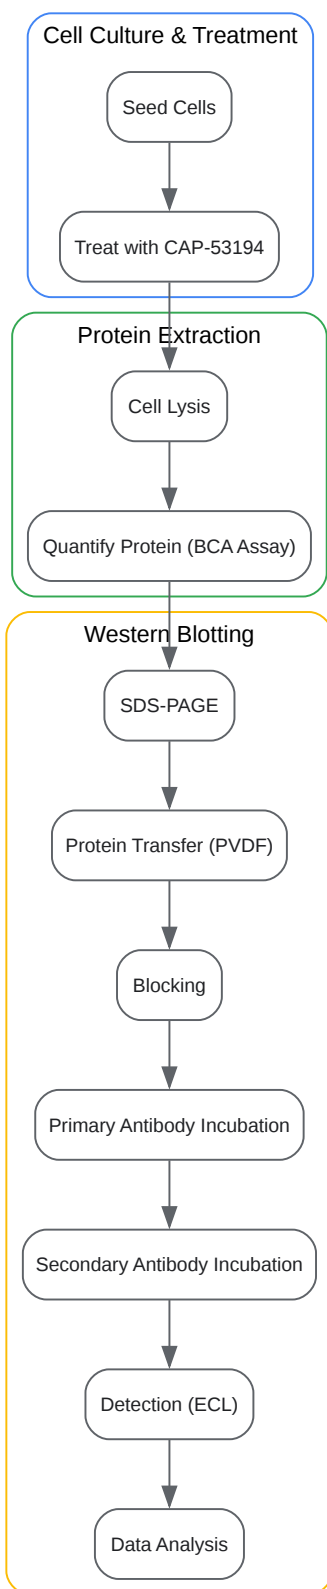 Cell Culture & Treatment
Seed Cells
Treat with CAP-53194
Protein Extraction
Cell Lysis
Quantify Protein (BCA Assay)
Western Blotting
SDS-PAGE
Protein Transfer (PVDF)
Blocking
Primary Antibody Incubation
Secondary Antibody Incubation
Detection (ECL)
Data Analysis